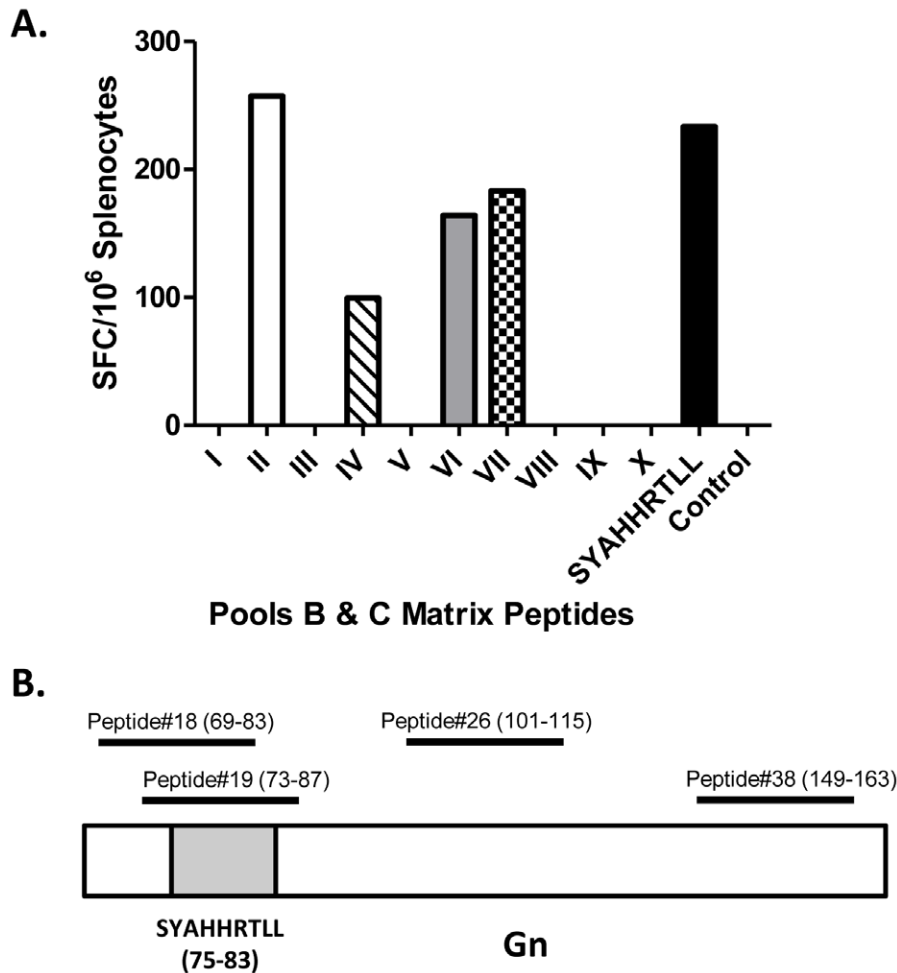 A.
SFC/10⁶ Splenocytes
300
200
100
0
I
II
III
IV
V
VI
VII
VIII
IX
X
SYAHHRTLL
Control
Pools B & C Matrix Peptides
B.
Peptide#18 (69-83)
Peptide#26 (101-115)
Peptide#19 (73-87)
Peptide#38 (149-163)
SYAHHRTLL
(75-83)
Gn